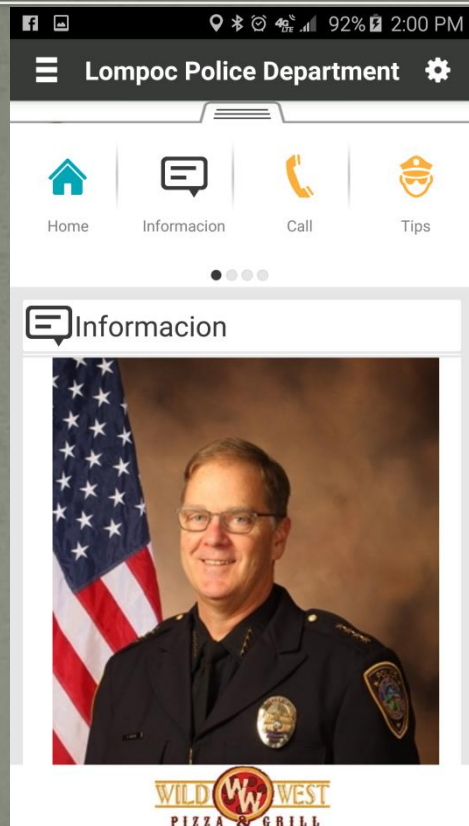 92% 2:00 PM
Lompoc Police Department
Home Informacion Call Tips
Informacion
WILD WW WEST
PIZZA & GRILL